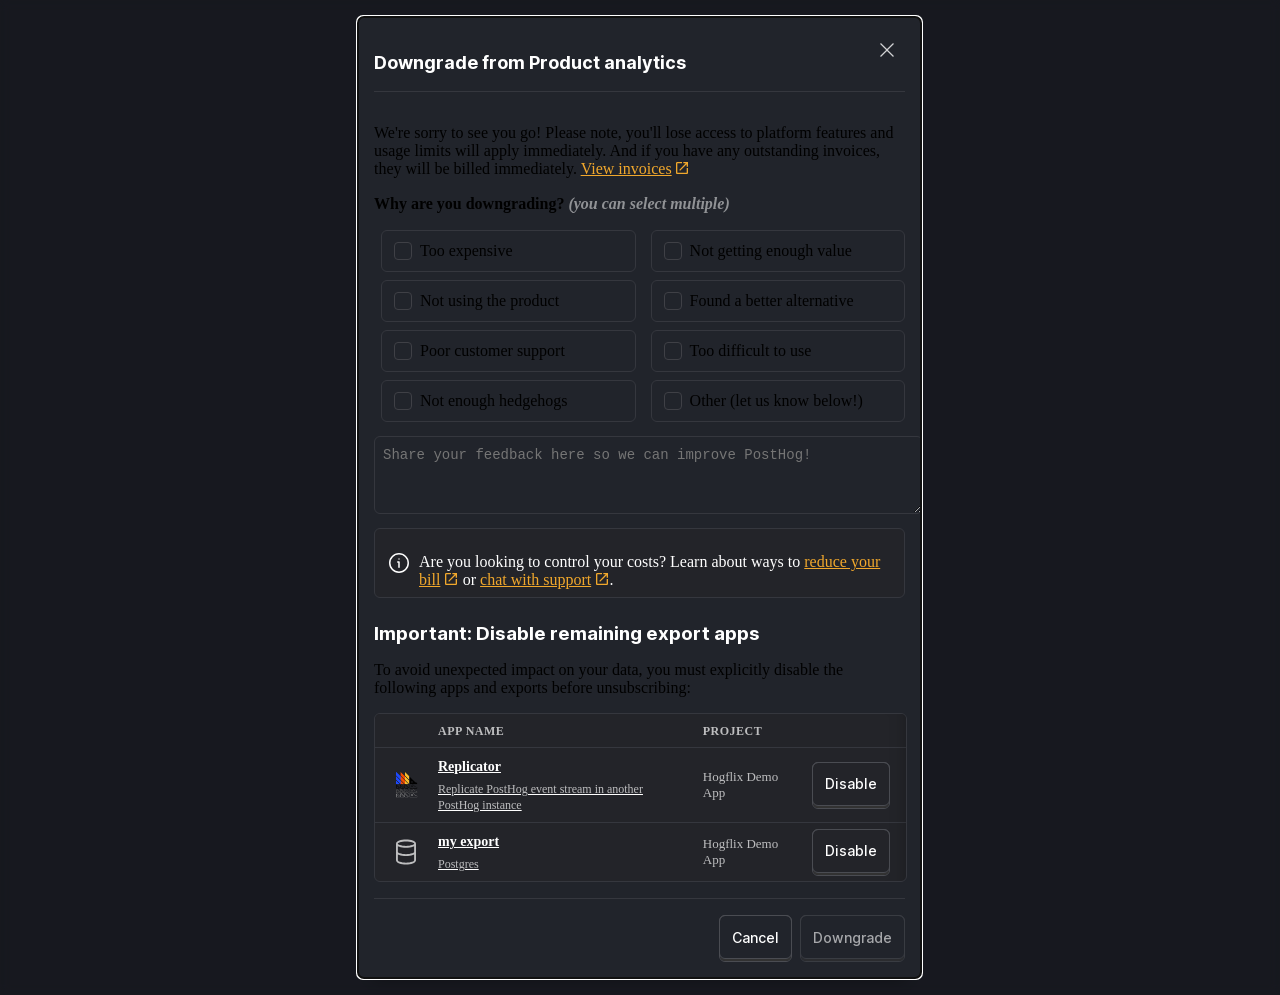 Downgrade from Product analytics
We're sorry to see you go! Please note, you'll lose access to platform features and
usage limits will apply immediately. And if you have any outstanding invoices,
they will be billed immediately. View invoices
Why are you downgrading? (you can select multiple)
Too expensive
Not getting enough value
Not using the product
Found a better alternative
Poor customer support
Too difficult to use
Not enough hedgehogs
Other (let us know below!)
Share your feedback here so we can improve PostHog!
Are you looking to control your costs? Learn about ways to reduce your
bill or chat with support.
Important: Disable remaining export apps
To avoid unexpected impact on your data, you must explicitly disable the
following apps and exports before unsubscribing:
APP NAME PROJECT
Replicator
Replicate PostHog event stream in another
PostHog instance
Hogflix Demo
App
Disable
my export
Postgres
Hogflix Demo
App
Disable
Cancel
Downgrade